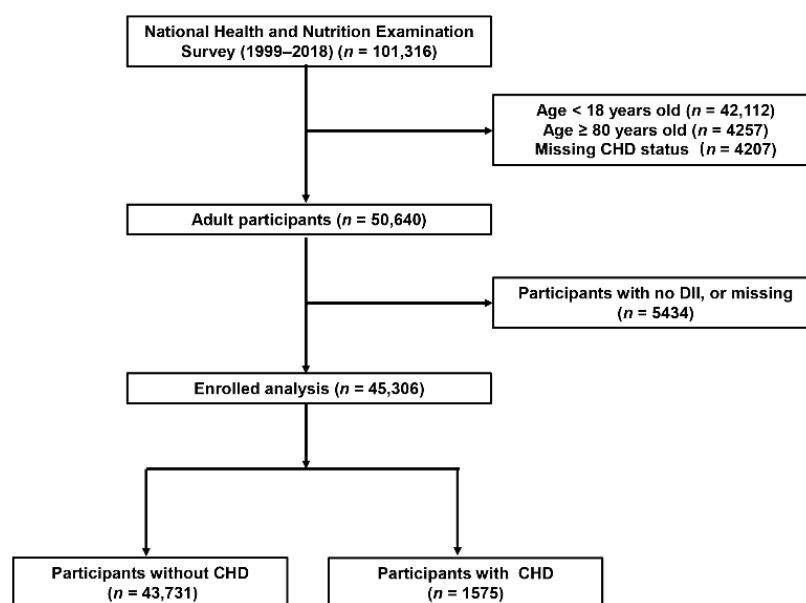 National Health and Nutrition Examination
Survey (1999–2018) (n = 101,316)
Age < 18 years old (n = 42,112)
Age ≥ 80 years old (n = 4257)
Missing CHD status (n = 4207)
Adult participants (n = 50,640)
Participants with no DII, or missing
(n = 5434)
Enrolled analysis (n = 45,306)
Participants without CHD
(n = 43,731)
Participants with CHD
(n = 1575)